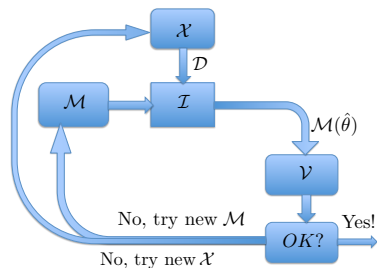 𝒳
𝒟
ℳ
ℐ
ℳ(θ̂)
𝒱
No, try new ℳ
OK?
Yes!
No, try new 𝒳